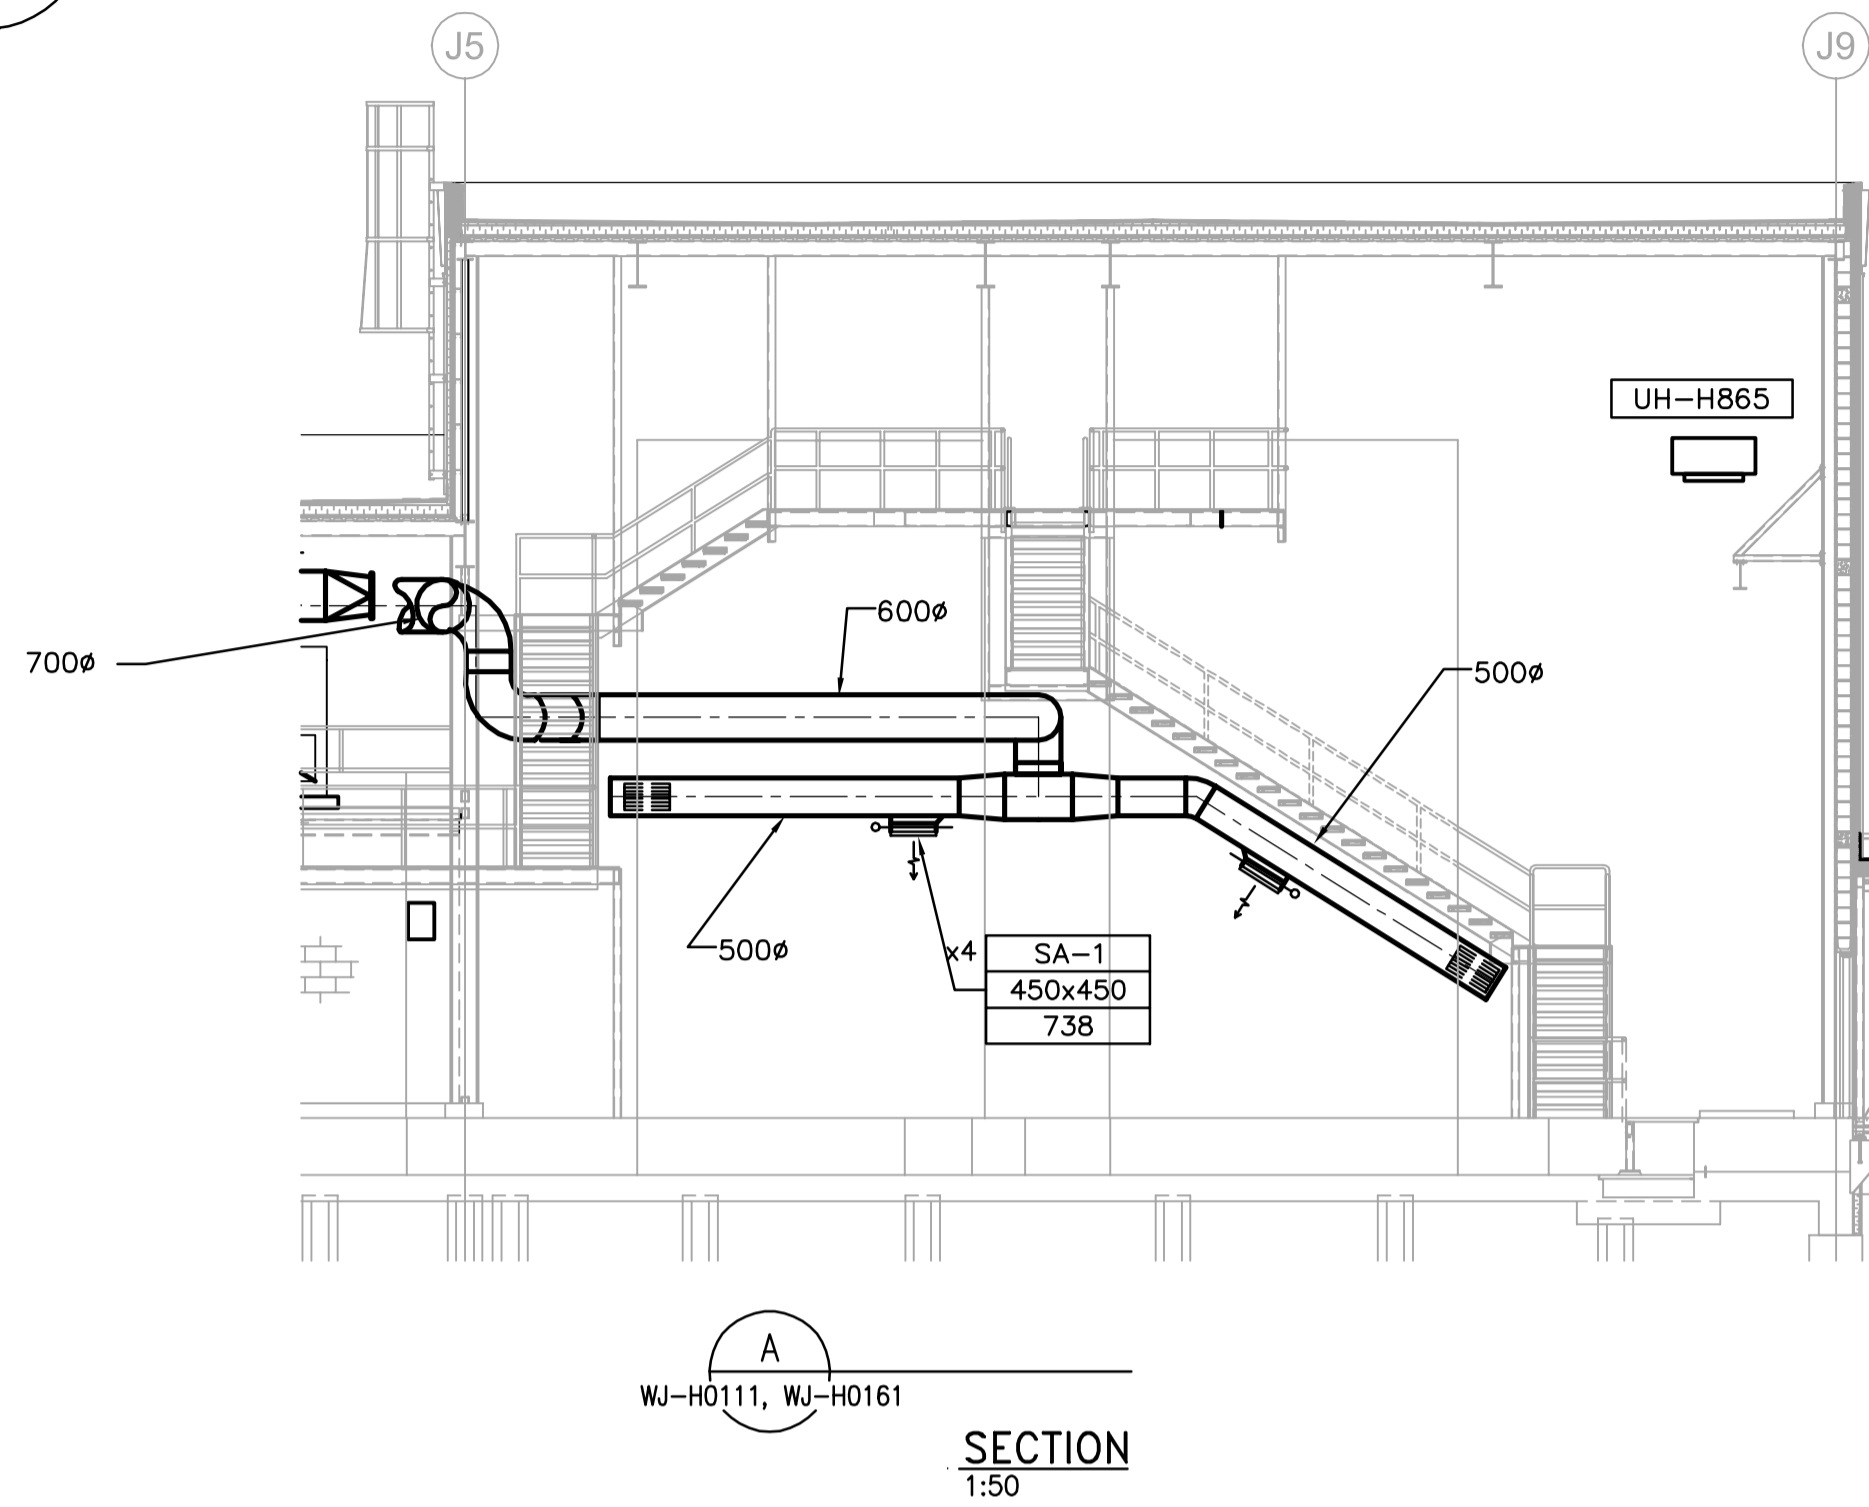 J5
J9
UH-H865
600ø
700ø
500ø
500ø
x4
SA-1
450x450
738
A
WJ-H0111, WJ-H0161
SECTION
1:50